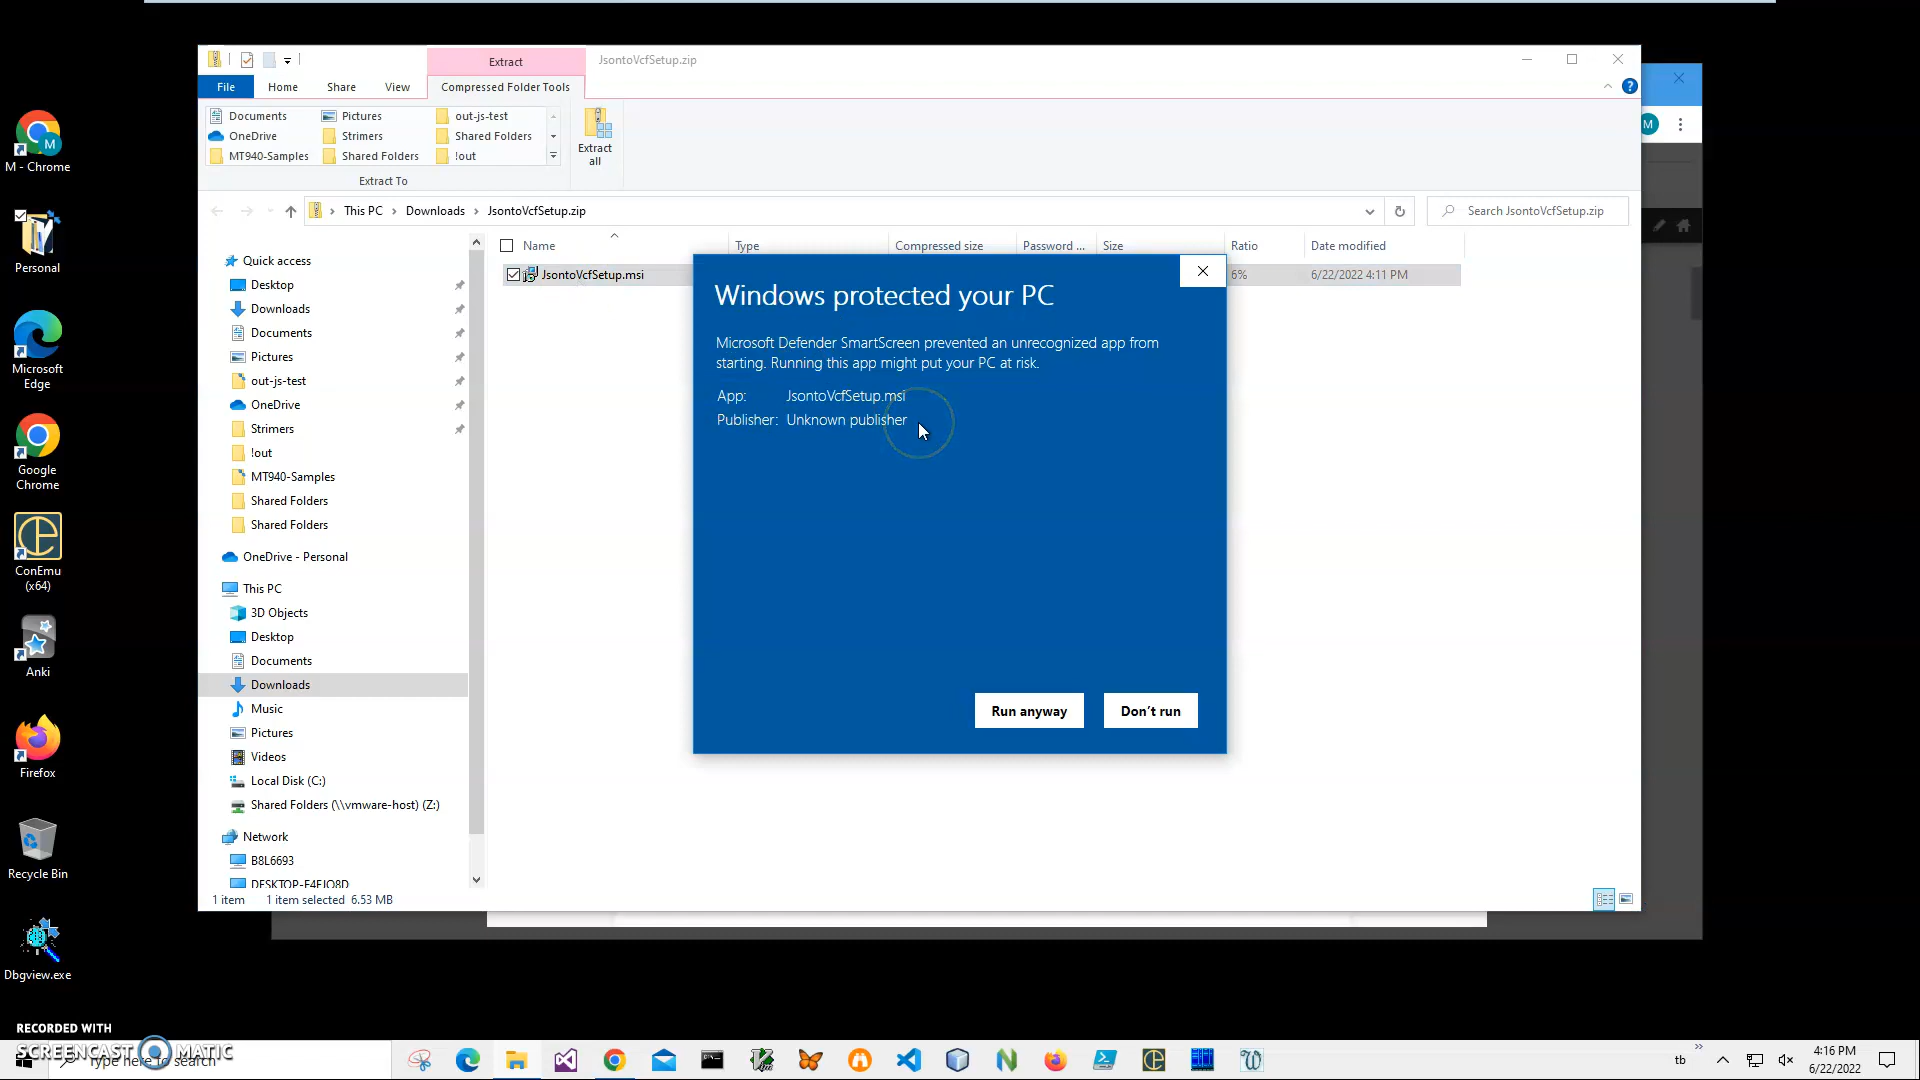 Extract
JsontoVcfSetup.zip
File
Home
Share
View
Compressed Folder Tools
Documents
Pictures
out-js-test
OneDrive
Strimers
Shared Folders
MT940-Samples
Shared Folders
!out
Extract all
Extract To
This PC
Downloads
JsontoVcfSetup.zip
Search JsontoVcfSetup.zip
Name
Type
Compressed size
Password ...
Size
Ratio
Date modified
JsontoVcfSetup.msi
6%
6/22/2022 4:11 PM
Quick access
Desktop
Downloads
Documents
Pictures
out-js-test
OneDrive
Strimers
!out
MT940-Samples
Shared Folders
Shared Folders
OneDrive - Personal
This PC
3D Objects
Desktop
Documents
Downloads
Music
Pictures
Videos
Local Disk (C:)
Shared Folders (\\vmware-host) (Z:)
Network
B8L6693
1 item
1 item selected 6.53 MB
Windows protected your PC
Microsoft Defender SmartScreen prevented an unrecognized app from
starting. Running this app might put your PC at risk.
App: JsontoVcfSetup.msi
Publisher: Unknown publisher
Run anyway
Don't run
M
M - Chrome
Personal
Microsoft
Edge
Google
Chrome
ConEmu
(x64)
Anki
Firefox
Recycle Bin
Dbgview.exe
RECORDED WITH
SCREENCAST MATIC
Type here to search
tb
4:16 PM
6/22/2022